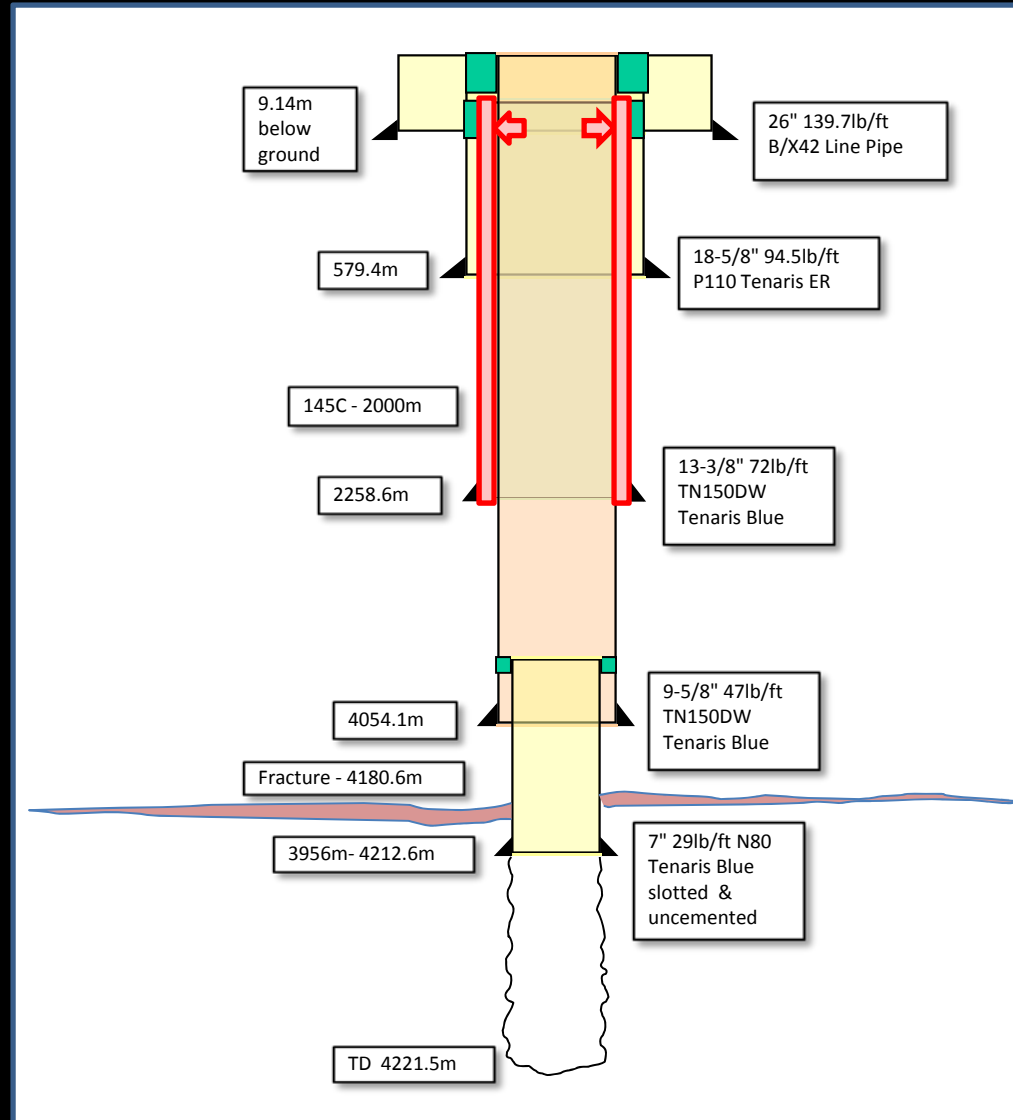 9.14m
below
ground
26" 139.7lb/ft
B/X42 Line Pipe
579.4m
18-5/8" 94.5lb/ft
P110 Tenaris ER
145C - 2000m
2258.6m
13-3/8" 72lb/ft
TN150DW
Tenaris Blue
4054.1m
9-5/8" 47lb/ft
TN150DW
Tenaris Blue
Fracture - 4180.6m
3956m- 4212.6m
7" 29lb/ft N80
Tenaris Blue
slotted &
uncemented
TD 4221.5m